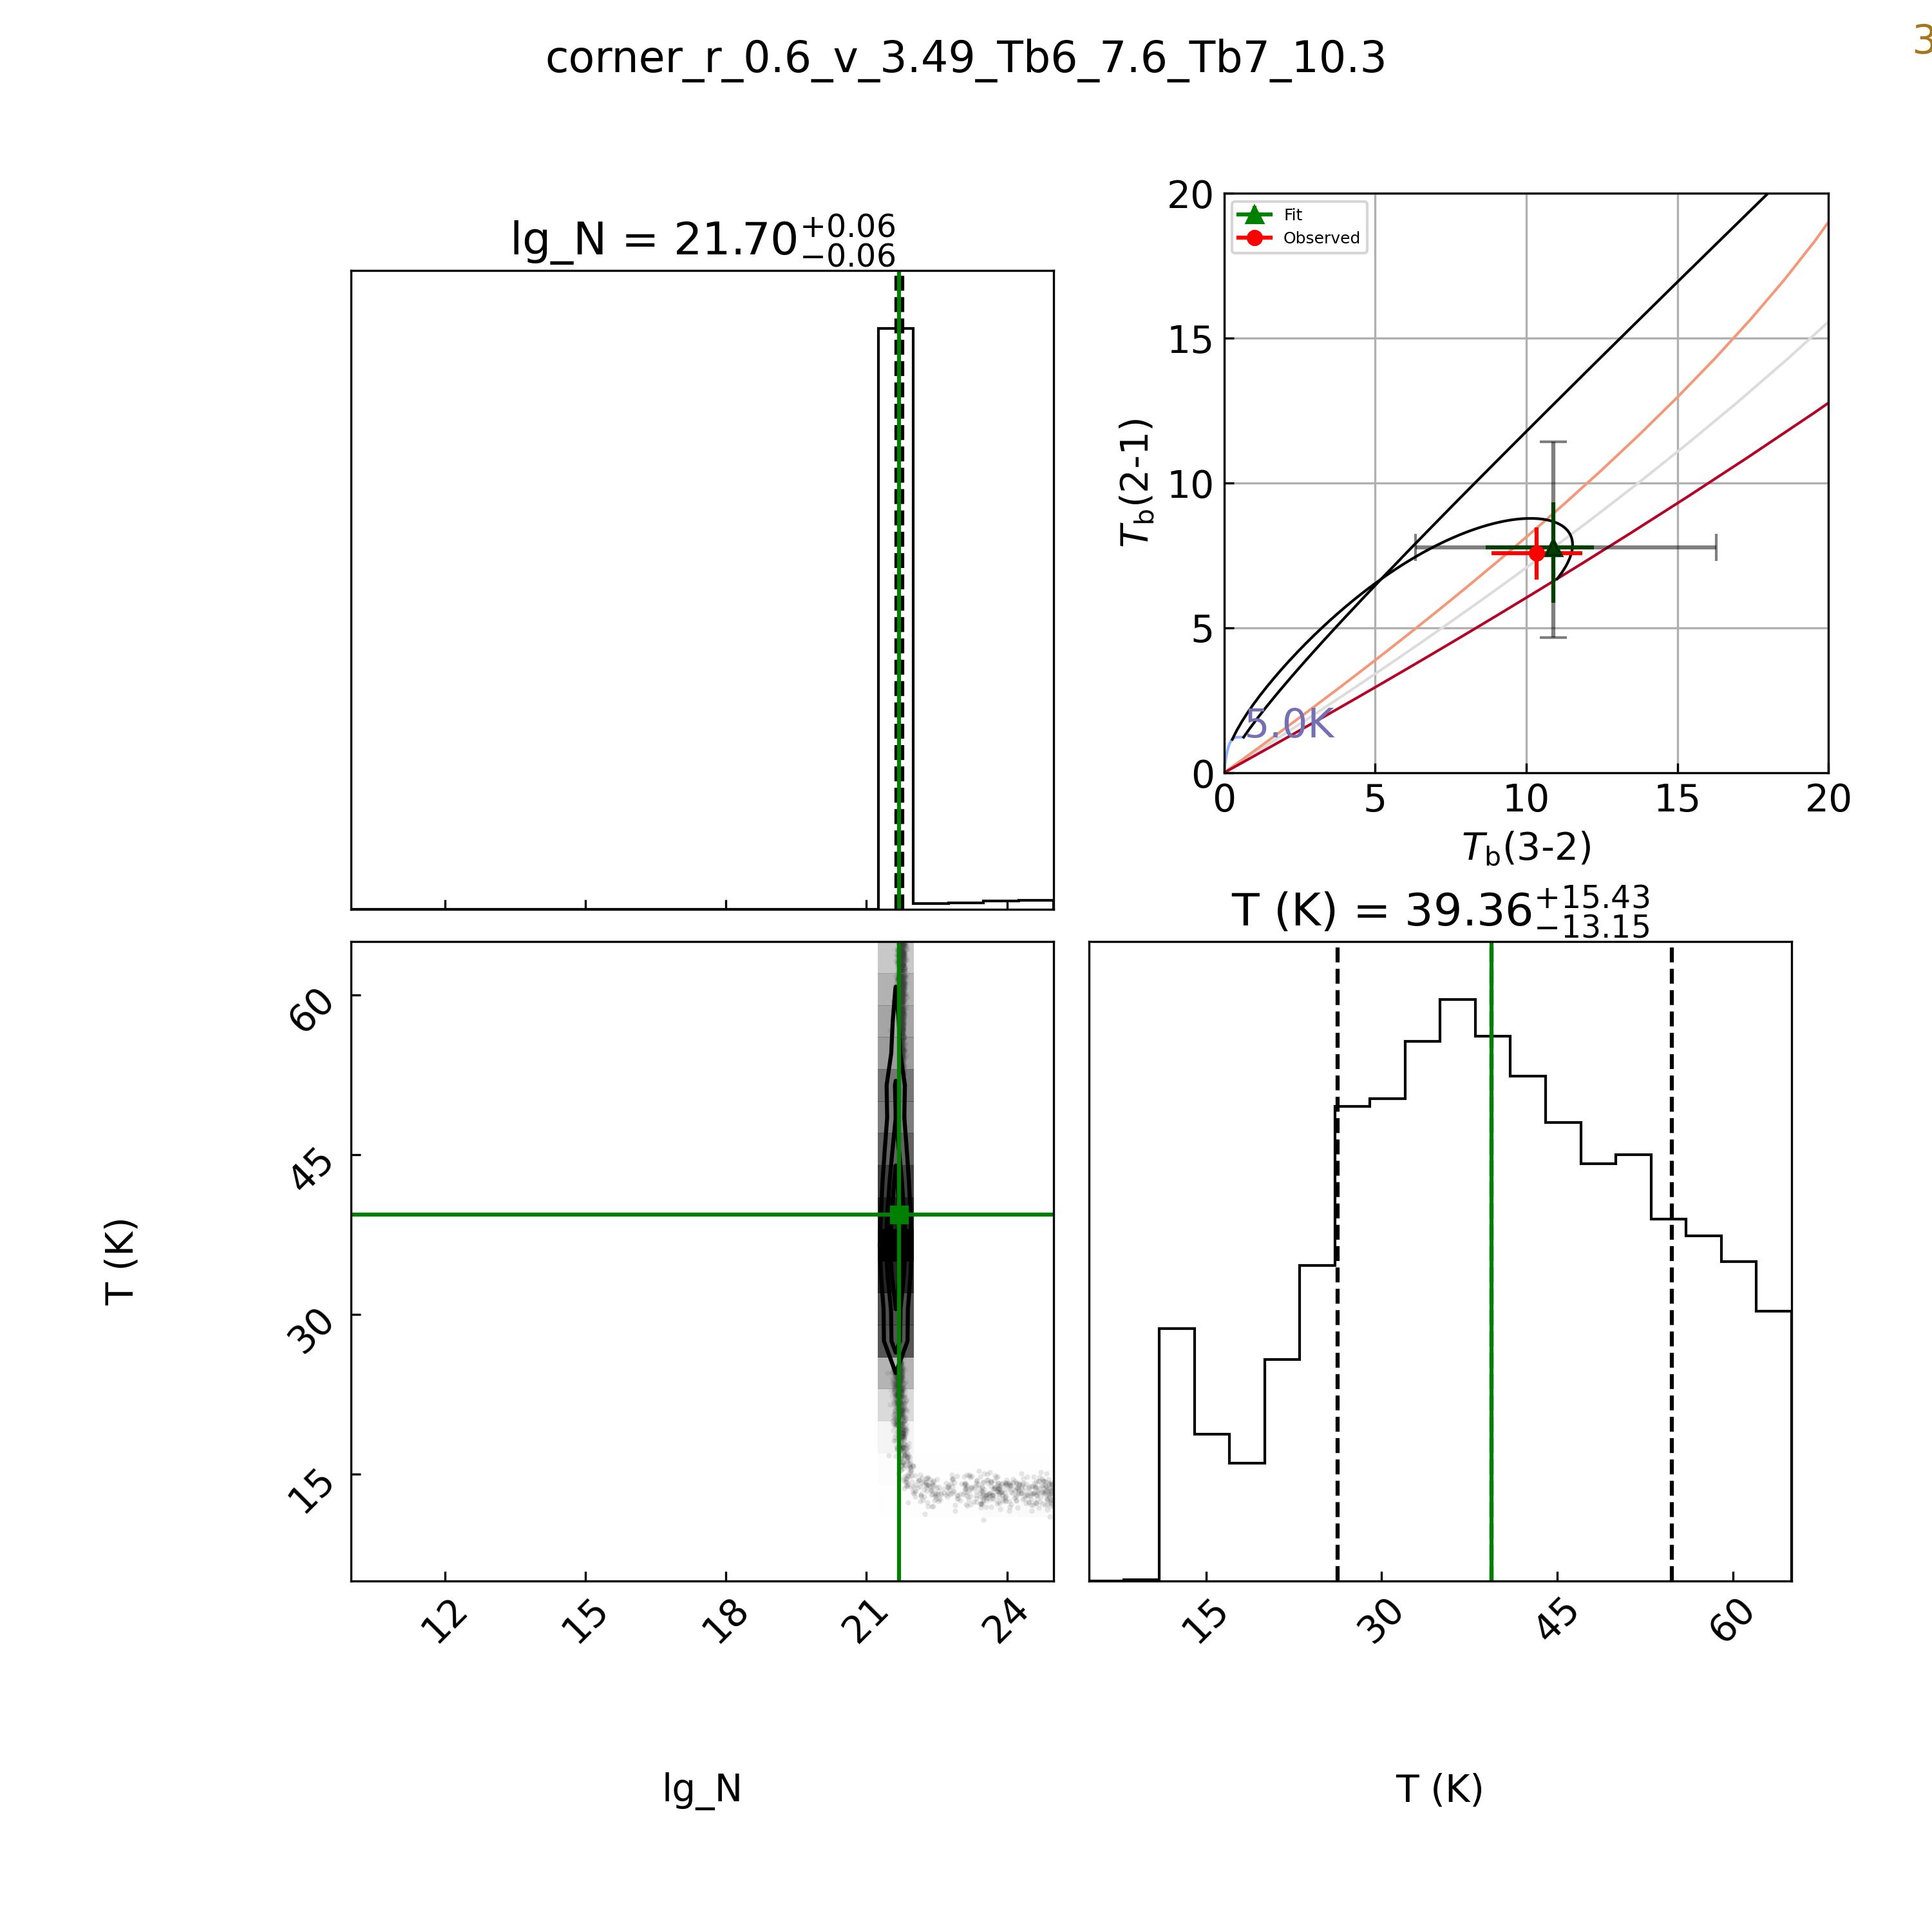 corner_r_0.6_v_3.49_Tb6_7.6_Tb7_10.3
3
lg_N = 21.70 +0.06 −0.06
20
15
10
5
0
T_b(2-1)
Fit
Observed
5.0K
0 5 10 15 20
T_b(3-2)
T (K) = 39.36 +15.43 −13.15
60
45
30
15
T (K)
12 15 18 21 24
15 30 45 60
lg_N
T (K)